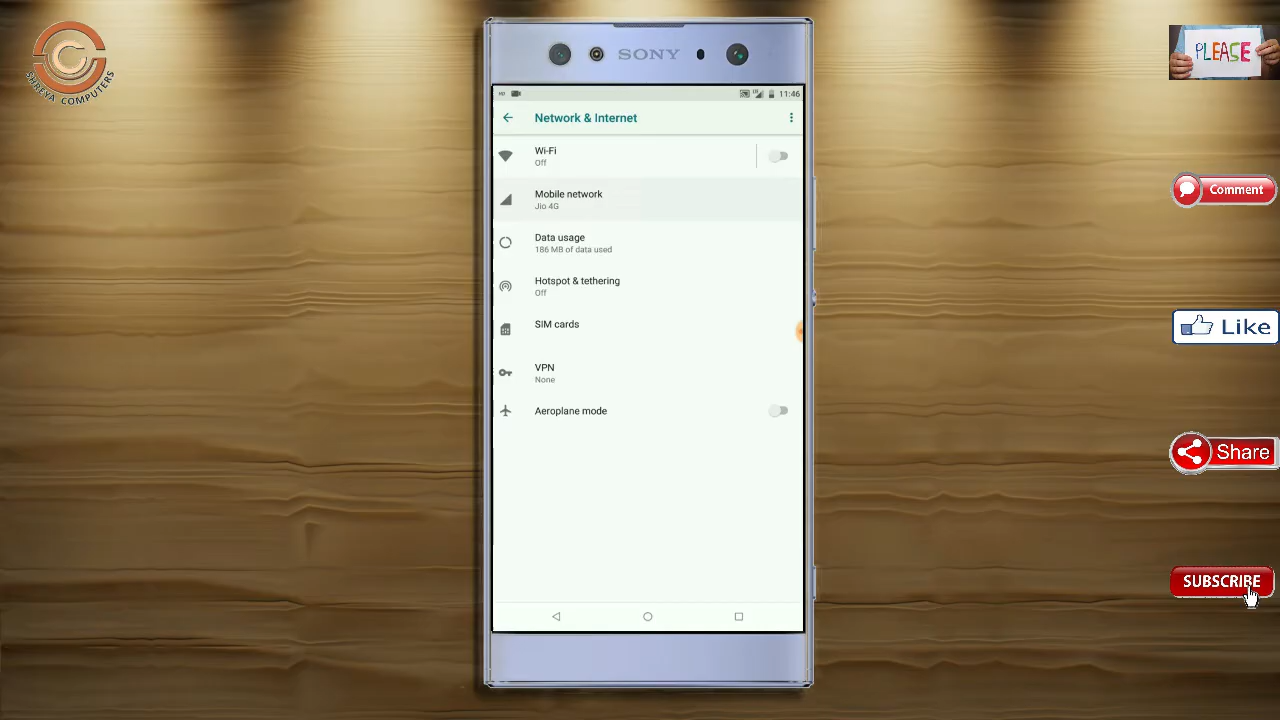 SHREYA COMPUTERS
SONY
11:46
Network & Internet
Wi-Fi
Off
Mobile network
Jio 4G
Data usage
186 MB of data used
Hotspot & tethering
Off
SIM cards
VPN
None
Aeroplane mode
PLEASE
Comment
Like
Share
SUBSCRIBE